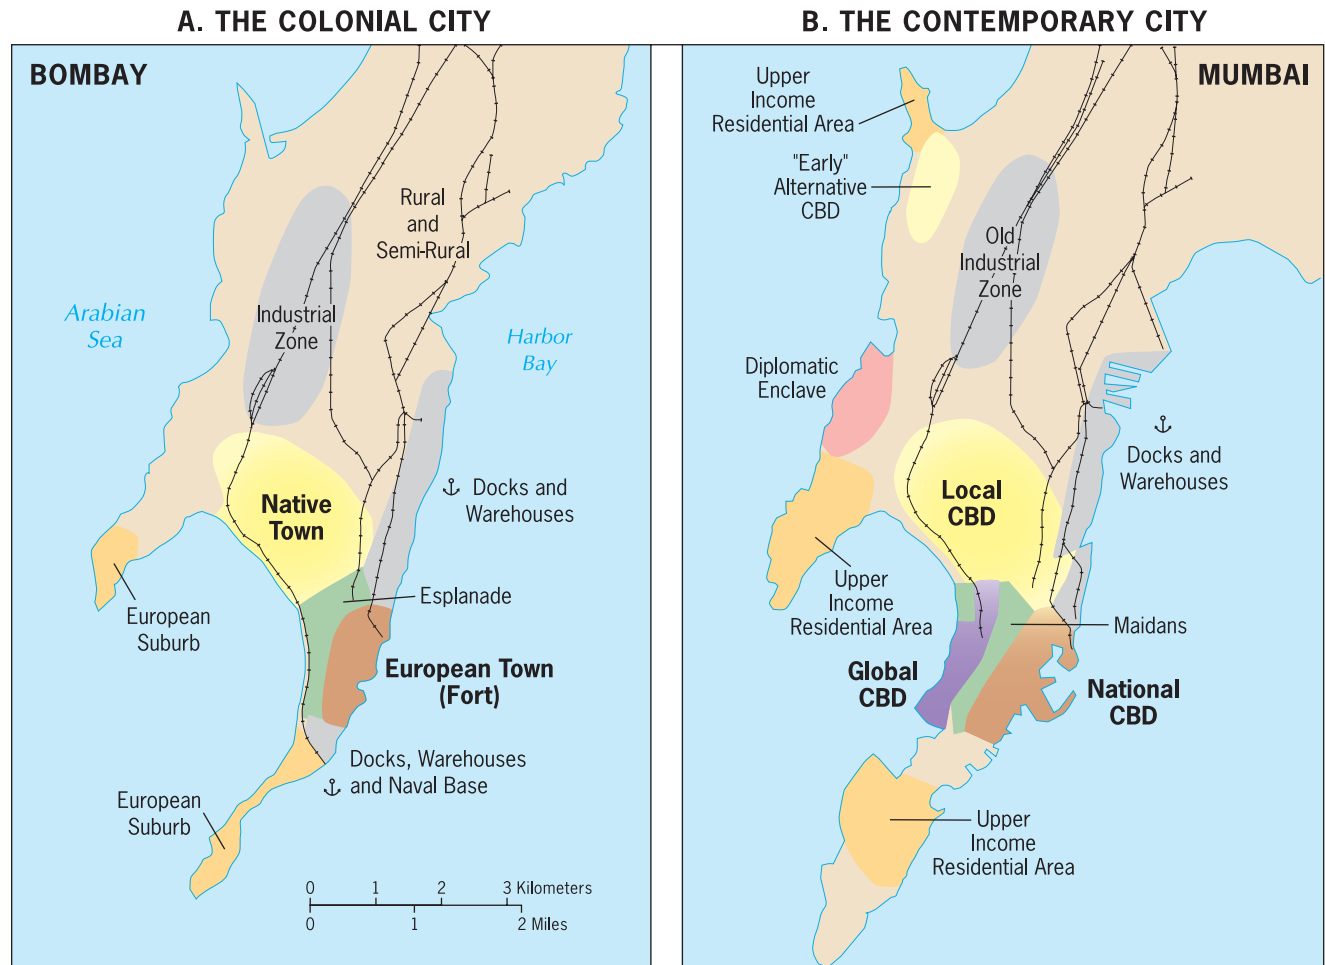 A. THE COLONIAL CITY
BOMBAY
Rural
and
Semi-Rural
Arabian
Sea
Industrial
Zone
Harbor
Bay
Native
Town
Docks and
Warehouses
Esplanade
European
Suburb
European Town
(Fort)
Docks, Warehouses
and Naval Base
European
Suburb
0 1 2 3 Kilometers
0 1 2 Miles
B. THE CONTEMPORARY CITY
MUMBAI
Upper
Income
Residential Area
"Early"
Alternative
CBD
Old
Industrial
Zone
Diplomatic
Enclave
Docks and
Warehouses
Local
CBD
Upper
Income
Residential Area
Maidans
Global
CBD
National
CBD
Upper
Income
Residential Area